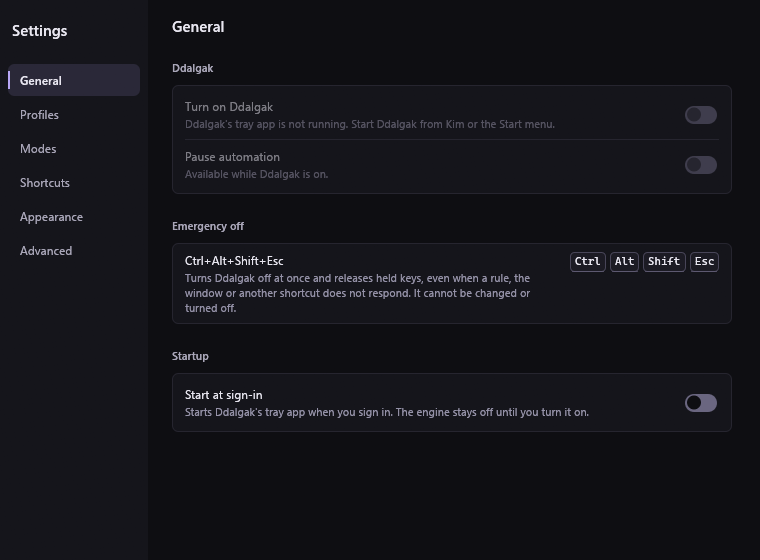 Settings
General
Profiles
Modes
Shortcuts
Appearance
Advanced
General
Ddalgak
Turn on Ddalgak
Ddalgak's tray app is not running. Start Ddalgak from Kim or the Start menu.
Pause automation
Available while Ddalgak is on.
Emergency off
Ctrl+Alt+Shift+Esc
Ctrl Alt Shift Esc
Turns Ddalgak off at once and releases held keys, even when a rule, the
window or another shortcut does not respond. It cannot be changed or
turned off.
Startup
Start at sign-in
Starts Ddalgak's tray app when you sign in. The engine stays off until you turn it on.